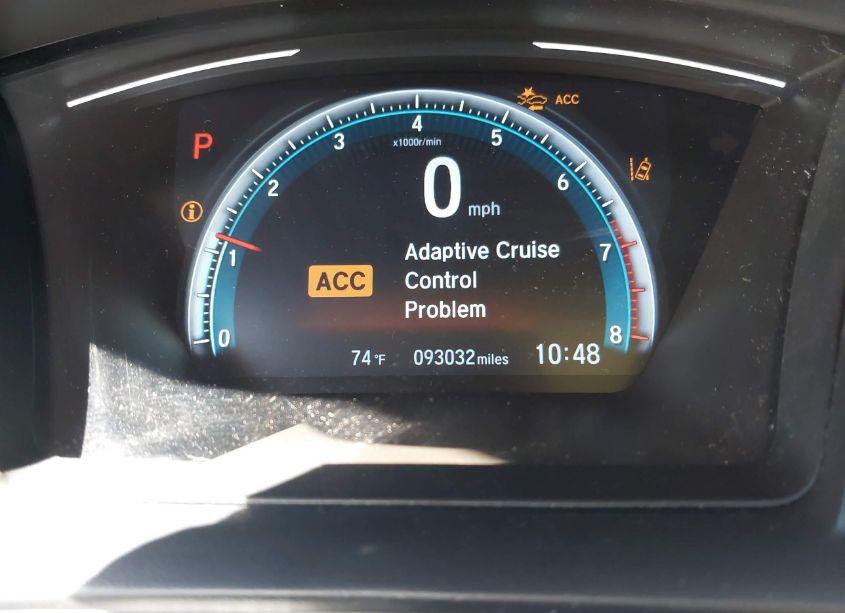 ACC
P
4
3
5
x1000r/min
2
6
0
mph
i
1
7
Adaptive Cruise
ACC
Control
Problem
0
8
74°F
093032 miles
10:48